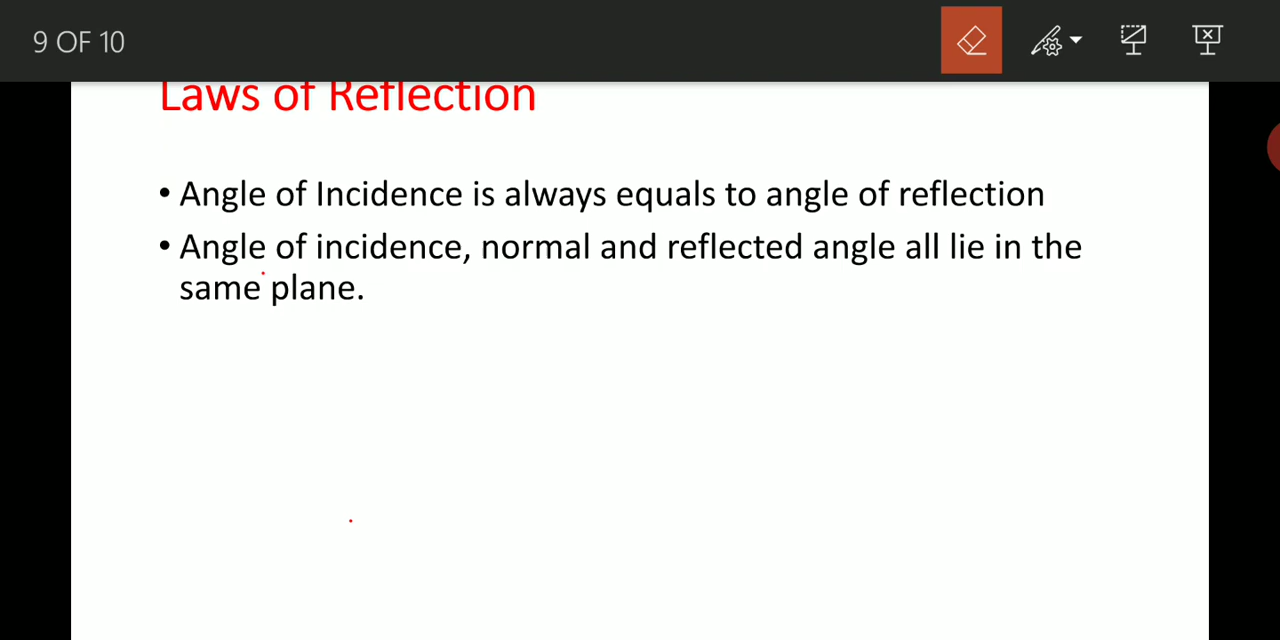 9 OF 10
Laws of Reflection
• Angle of Incidence is always equals to angle of reflection
• Angle of incidence, normal and reflected angle all lie in the
same plane.